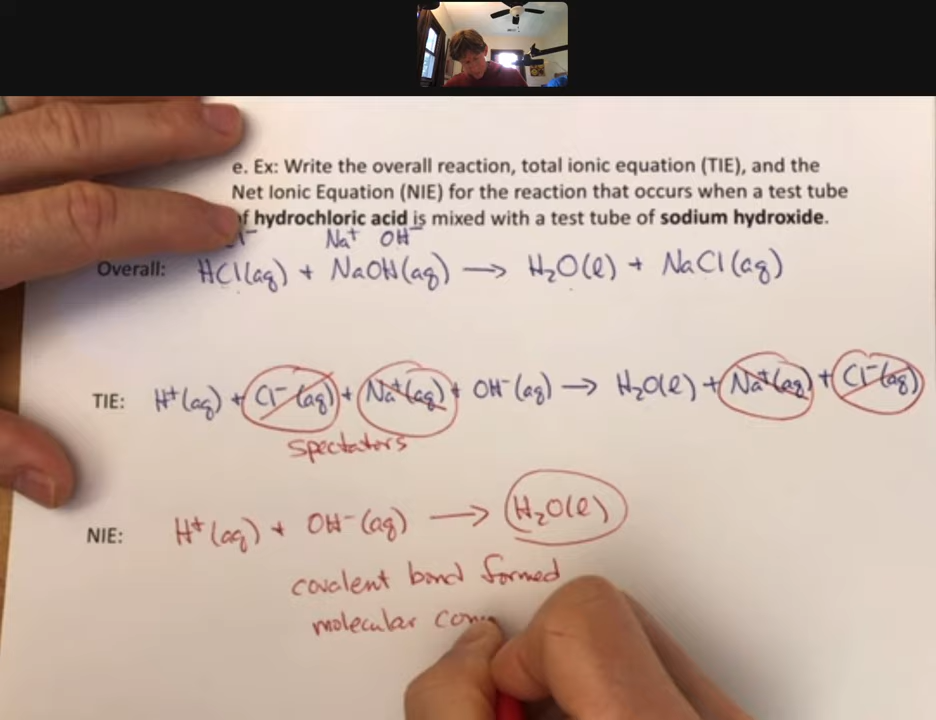 e. Ex: Write the overall reaction, total ionic equation (TIE), and the
Net Ionic Equation (NIE) for the reaction that occurs when a test tube
of hydrochloric acid is mixed with a test tube of sodium hydroxide.
Na⁺ OH⁻
Overall: HCl(aq) + NaOH(aq) → H₂O(l) + NaCl(aq)
TIE: H⁺(aq) + Cl⁻(aq) + Na⁺(aq) + OH⁻(aq) → H₂O(l) + Na⁺(aq) + Cl⁻(aq)
spectators
NIE: H⁺(aq) + OH⁻(aq) → H₂O(l)
covalent bond formed
molecular